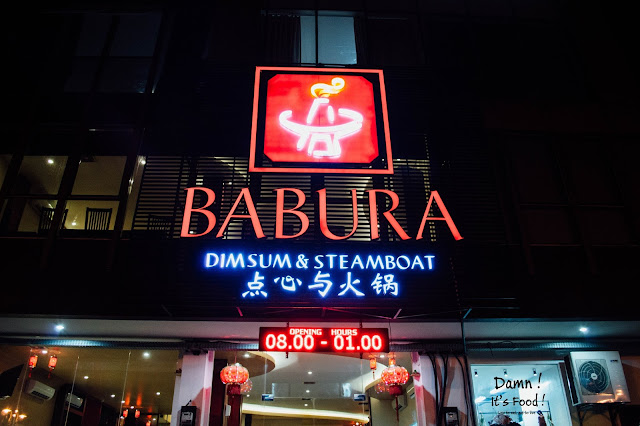 BABURA
DIMSUM & STEAMBOAT
点心与火锅
OPENING HOURS
08.00 - 01.00
Damn !
It's Food !